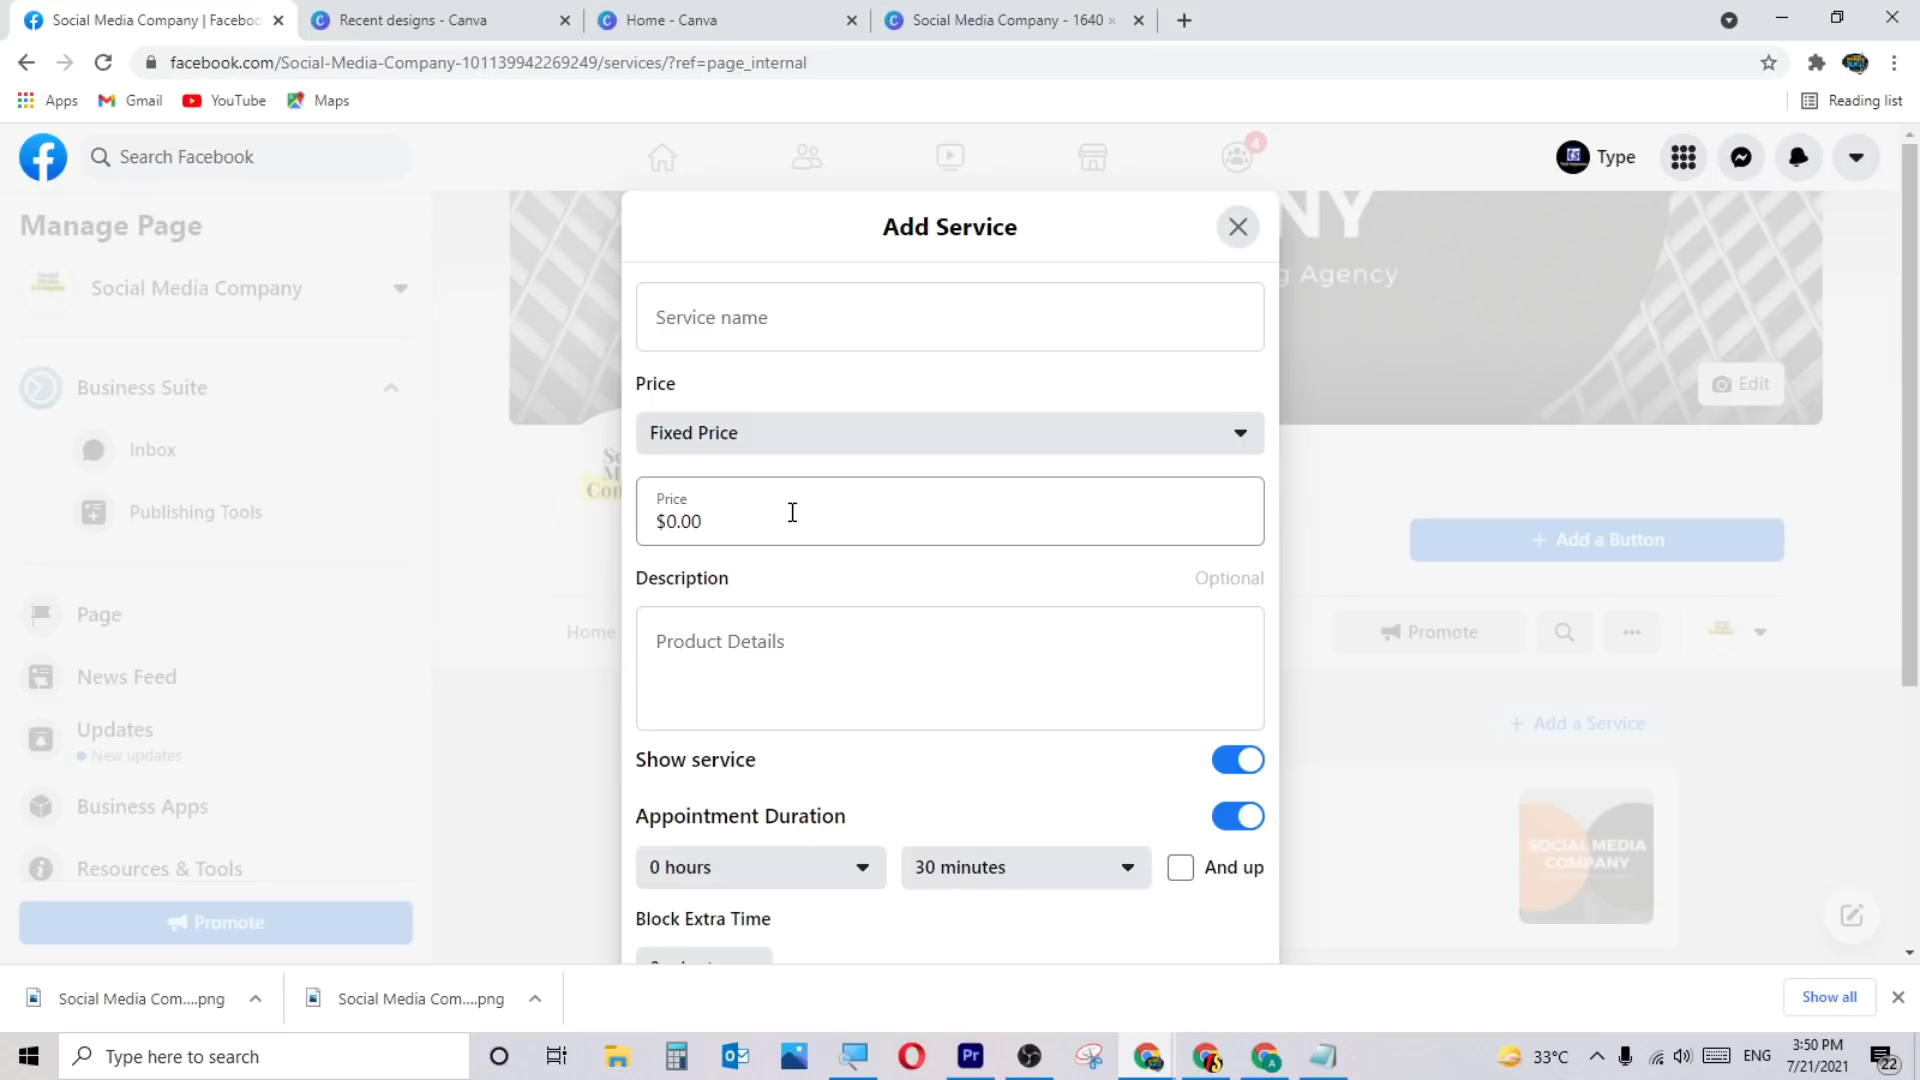 Social Media Company | Faceboo
Recent designs - Canva
Home - Canva
Social Media Company - 1640
facebook.com/Social-Media-Company-101139942269249/services/?ref=page_internal
Apps
Gmail
YouTube
Maps
Reading list
Search Facebook
4
Type
Manage Page
NY
Add Service
g Agency
Social Media Company
Service name
Price
Business Suite
Edit
Fixed Price
Inbox
Price
$0.00
Publishing Tools
+ Add a Button
Description
Optional
Page
Home
Promote
Product Details
News Feed
Updates
New updates
+ Add a Service
Show service
Business Apps
Appointment Duration
SOCIAL MEDIA
COMPANY
Resources & Tools
0 hours
30 minutes
And up
Promote
Block Extra Time
Social Media Com....png
Social Media Com....png
Show all
Type here to search
Pr
33°C
ENG
3:50 PM
7/21/2021
22